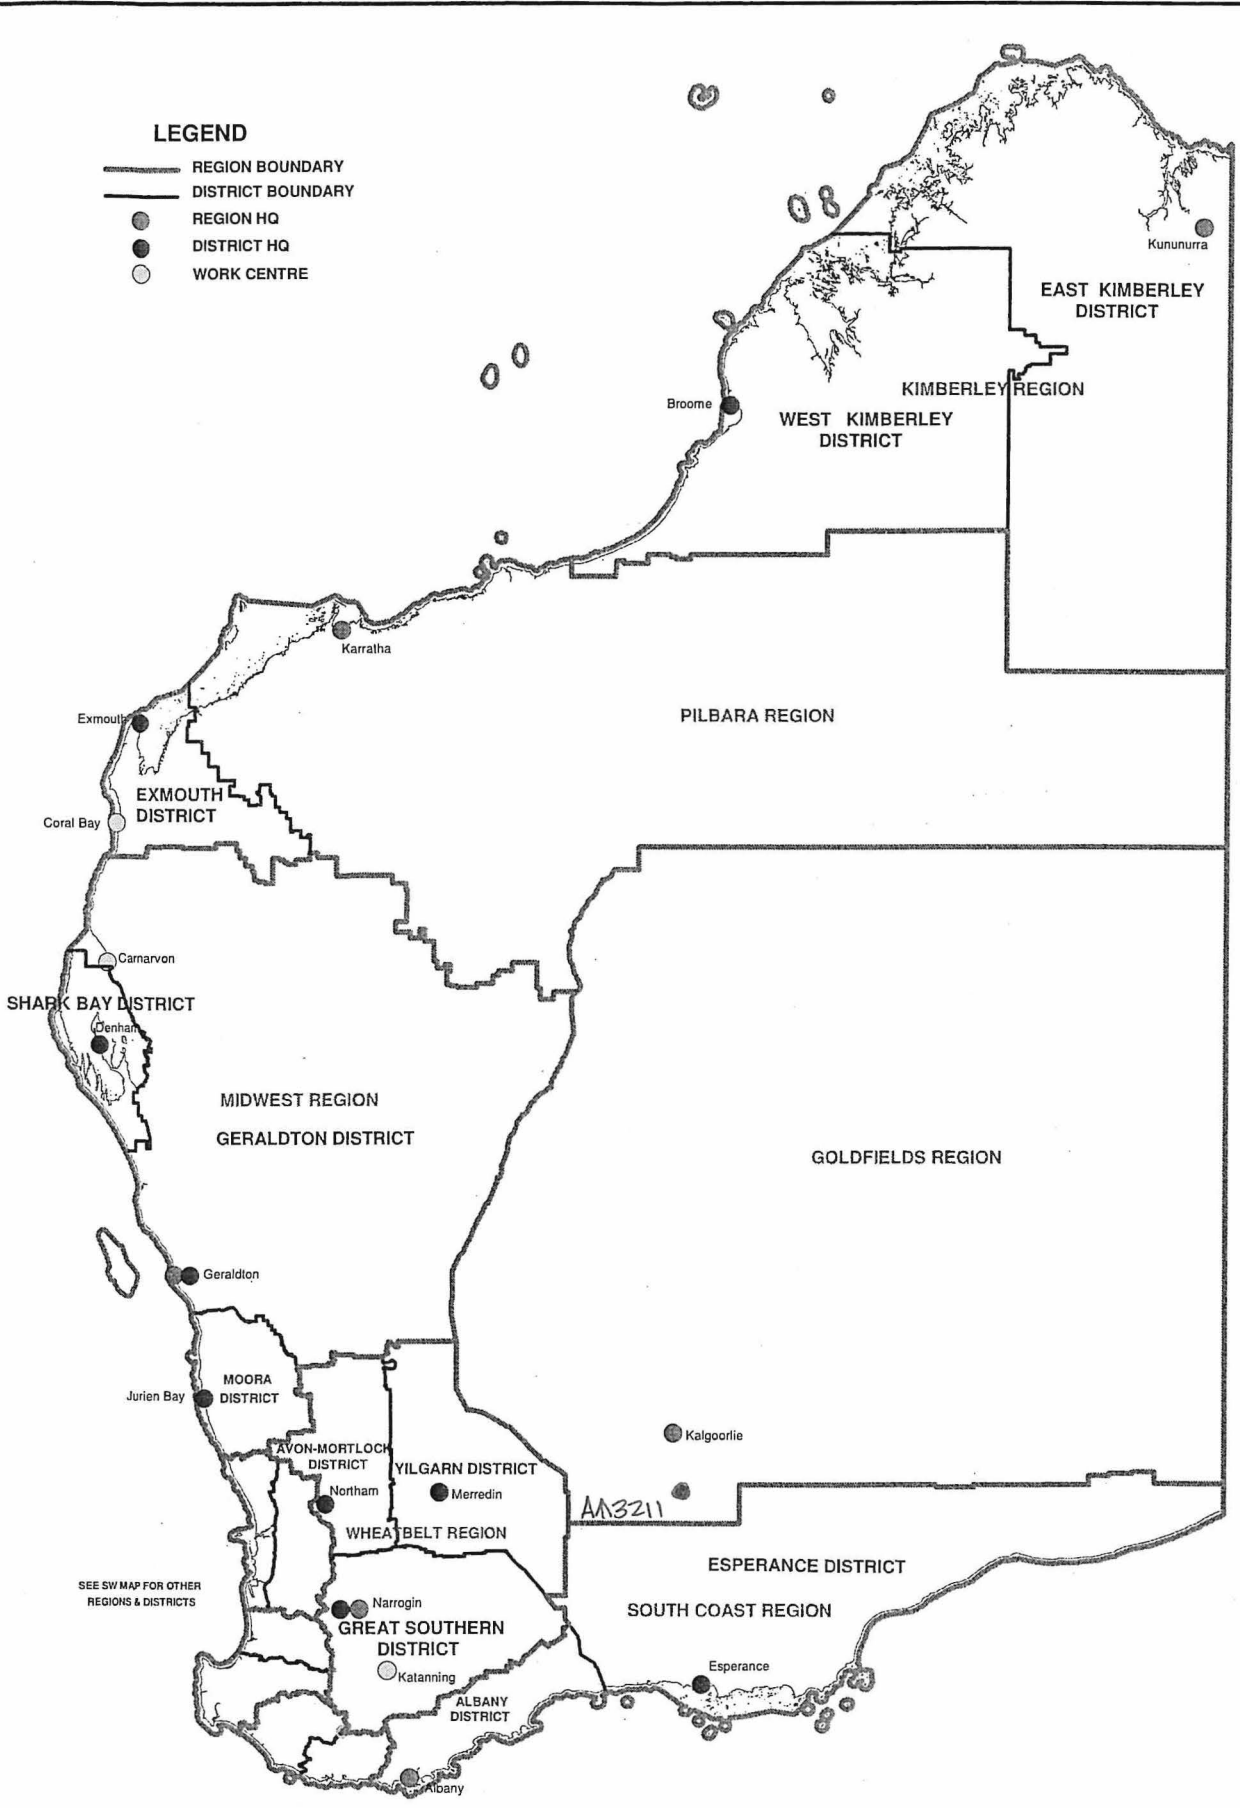 LEGEND
REGION BOUNDARY
DISTRICT BOUNDARY
REGION HQ
DISTRICT HQ
WORK CENTRE
Kununurra
EAST KIMBERLEY
DISTRICT
KIMBERLEY REGION
Broome
WEST KIMBERLEY
DISTRICT
Karratha
Exmouth
PILBARA REGION
EXMOUTH
DISTRICT
Coral Bay
Carnarvon
SHARK BAY DISTRICT
Denham
MIDWEST REGION
GERALDTON DISTRICT
GOLDFIELDS REGION
Geraldton
MOORA
DISTRICT
Jurien Bay
Kalgoorlie
AVON-MORTLOCK
DISTRICT
YILGARN DISTRICT
Northam
Merredin
WHEATBELT REGION
ESPERANCE DISTRICT
SEE SW MAP FOR OTHER
REGIONS & DISTRICTS
Narrogin
SOUTH COAST REGION
GREAT SOUTHERN
DISTRICT
Katanning
Esperance
ALBANY
DISTRICT
Albany